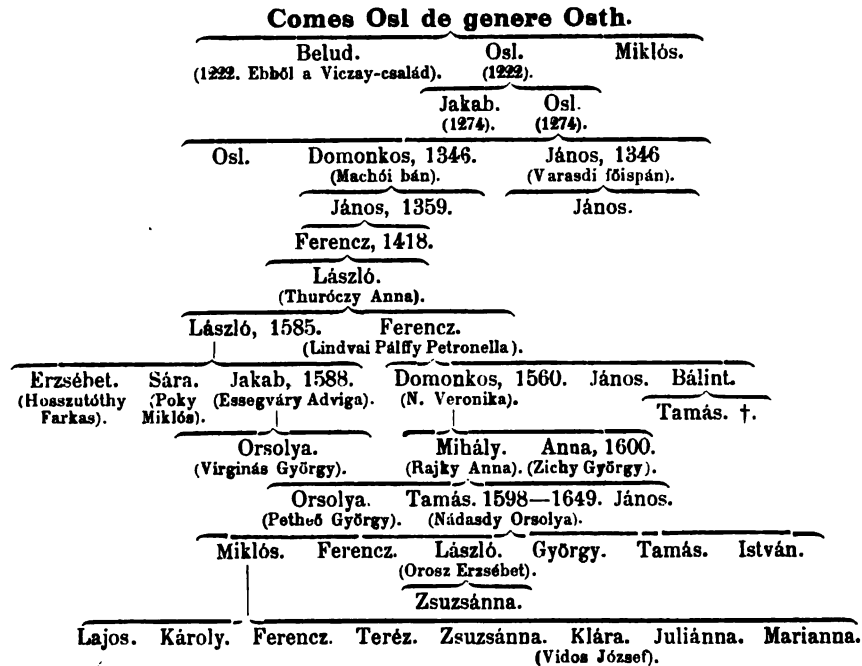 Comes Osl de genere Osth.
Belud. Osl. Miklós.
(1222. Ebből a Viczay-család). (1222).
Jakab. Osl.
(1274). (1274).
Osl. Domonkos, 1346. János, 1346
(Machói bán). (Varasdi főispán).
János, 1359. János.
Ferencz, 1418.
László.
(Thuróczy Anna).
László, 1585. Ferencz.
(Lindvai Pálffy Petronella).
Erzséhet. Sára. Jakab, 1588. Domonkos, 1560. János. Bálint.
(Hosszutóthy (Poky (Essegváry Adviga). (N. Veronika).
Farkas). Miklós). Tamás. †.
Orsolya. Mihály. Anna, 1600.
(Virginás György). (Rajky Anna). (Zichy György).
Orsolya. Tamás. 1598—1649. János.
(Petheő György). (Nádasdy Orsolya).
Miklós. Ferencz. László. György. Tamás. István.
(Orosz Erzsébet).
Zsuzsánna.
Lajos. Károly. Ferencz. Teréz. Zsuzsánna. Klára. Juliánna. Marianna.
(Vidos József).